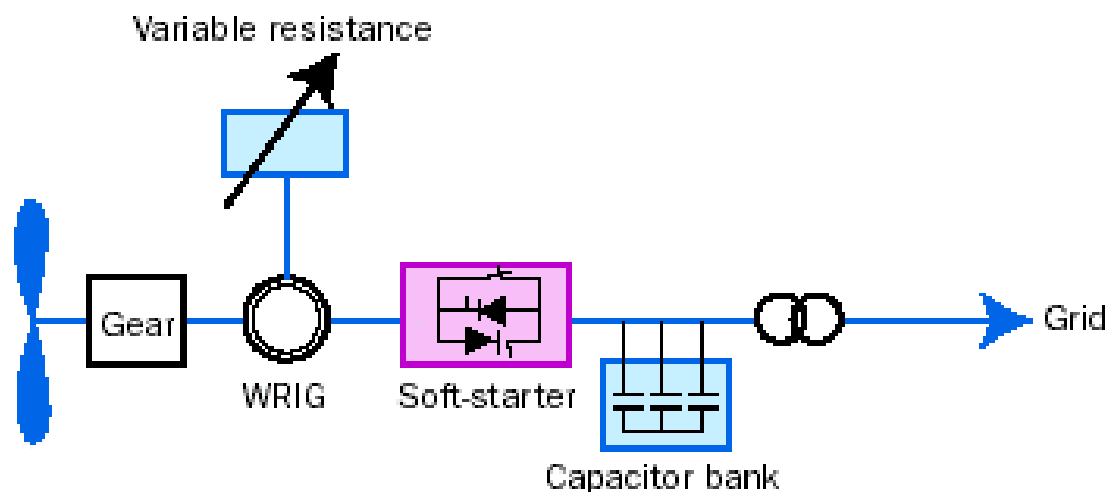 Variable resistance
Gear
Grid
WRIG
Soft-starter
Capacitor bank